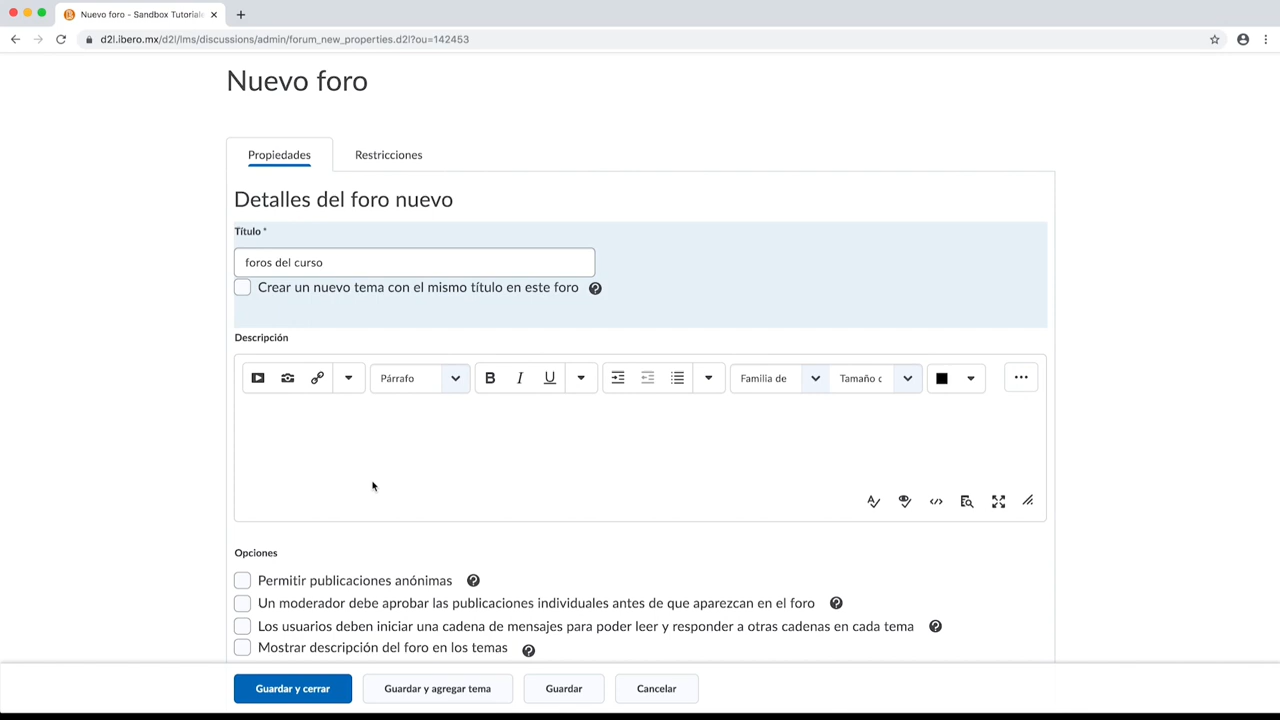 Nuevo foro - Sandbox Tutoriale
d2l.ibero.mx/d2l/lms/discussions/admin/forum_new_properties.d2l?ou=142453
Nuevo foro
Propiedades Restricciones
Detalles del foro nuevo
Título *
foros del curso
Crear un nuevo tema con el mismo título en este foro
Descripción
Párrafo B I U Familia de Tamaño c
Opciones
Permitir publicaciones anónimas
Un moderador debe aprobar las publicaciones individuales antes de que aparezcan en el foro
Los usuarios deben iniciar una cadena de mensajes para poder leer y responder a otras cadenas en cada tema
Mostrar descripción del foro en los temas
Guardar y cerrar Guardar y agregar tema Guardar Cancelar